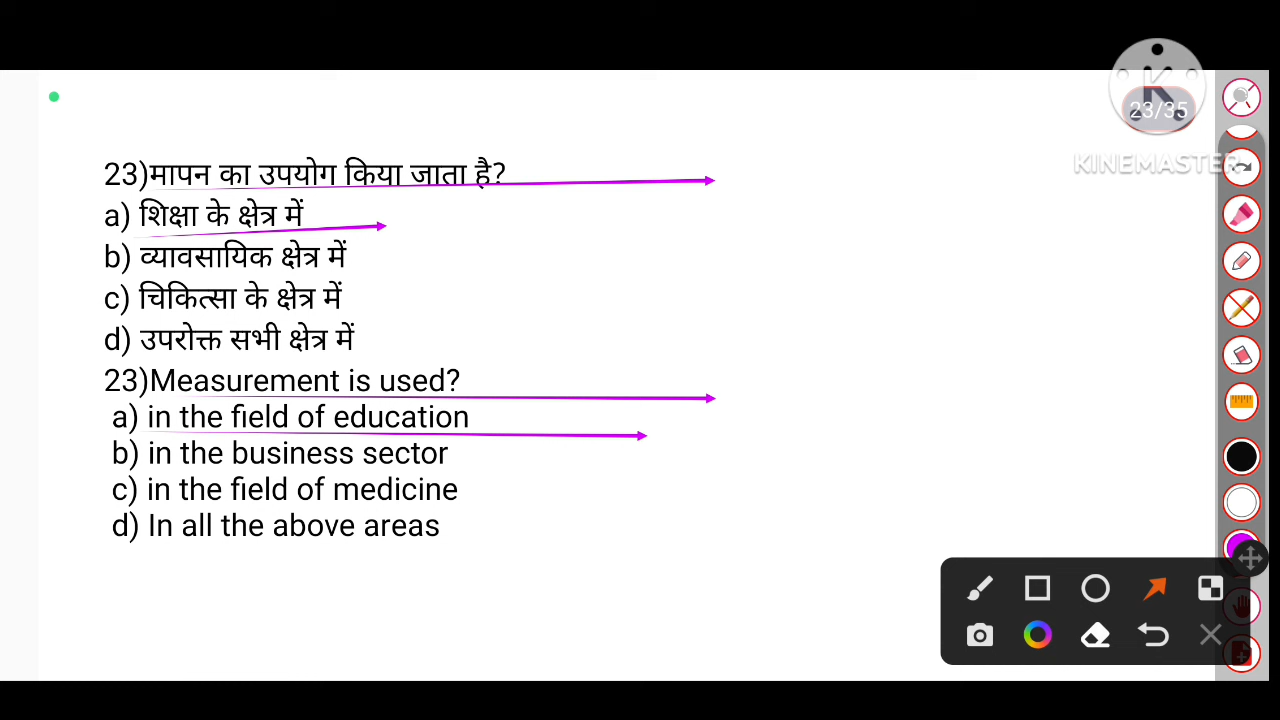 23/35
KINEMASTER
23)मापन का उपयोग किया जाता है?
a) शिक्षा के क्षेत्र में
b) व्यावसायिक क्षेत्र में
c) चिकित्सा के क्षेत्र में
d) उपरोक्त सभी क्षेत्र में
23)Measurement is used?
a) in the field of education
b) in the business sector
c) in the field of medicine
d) In all the above areas